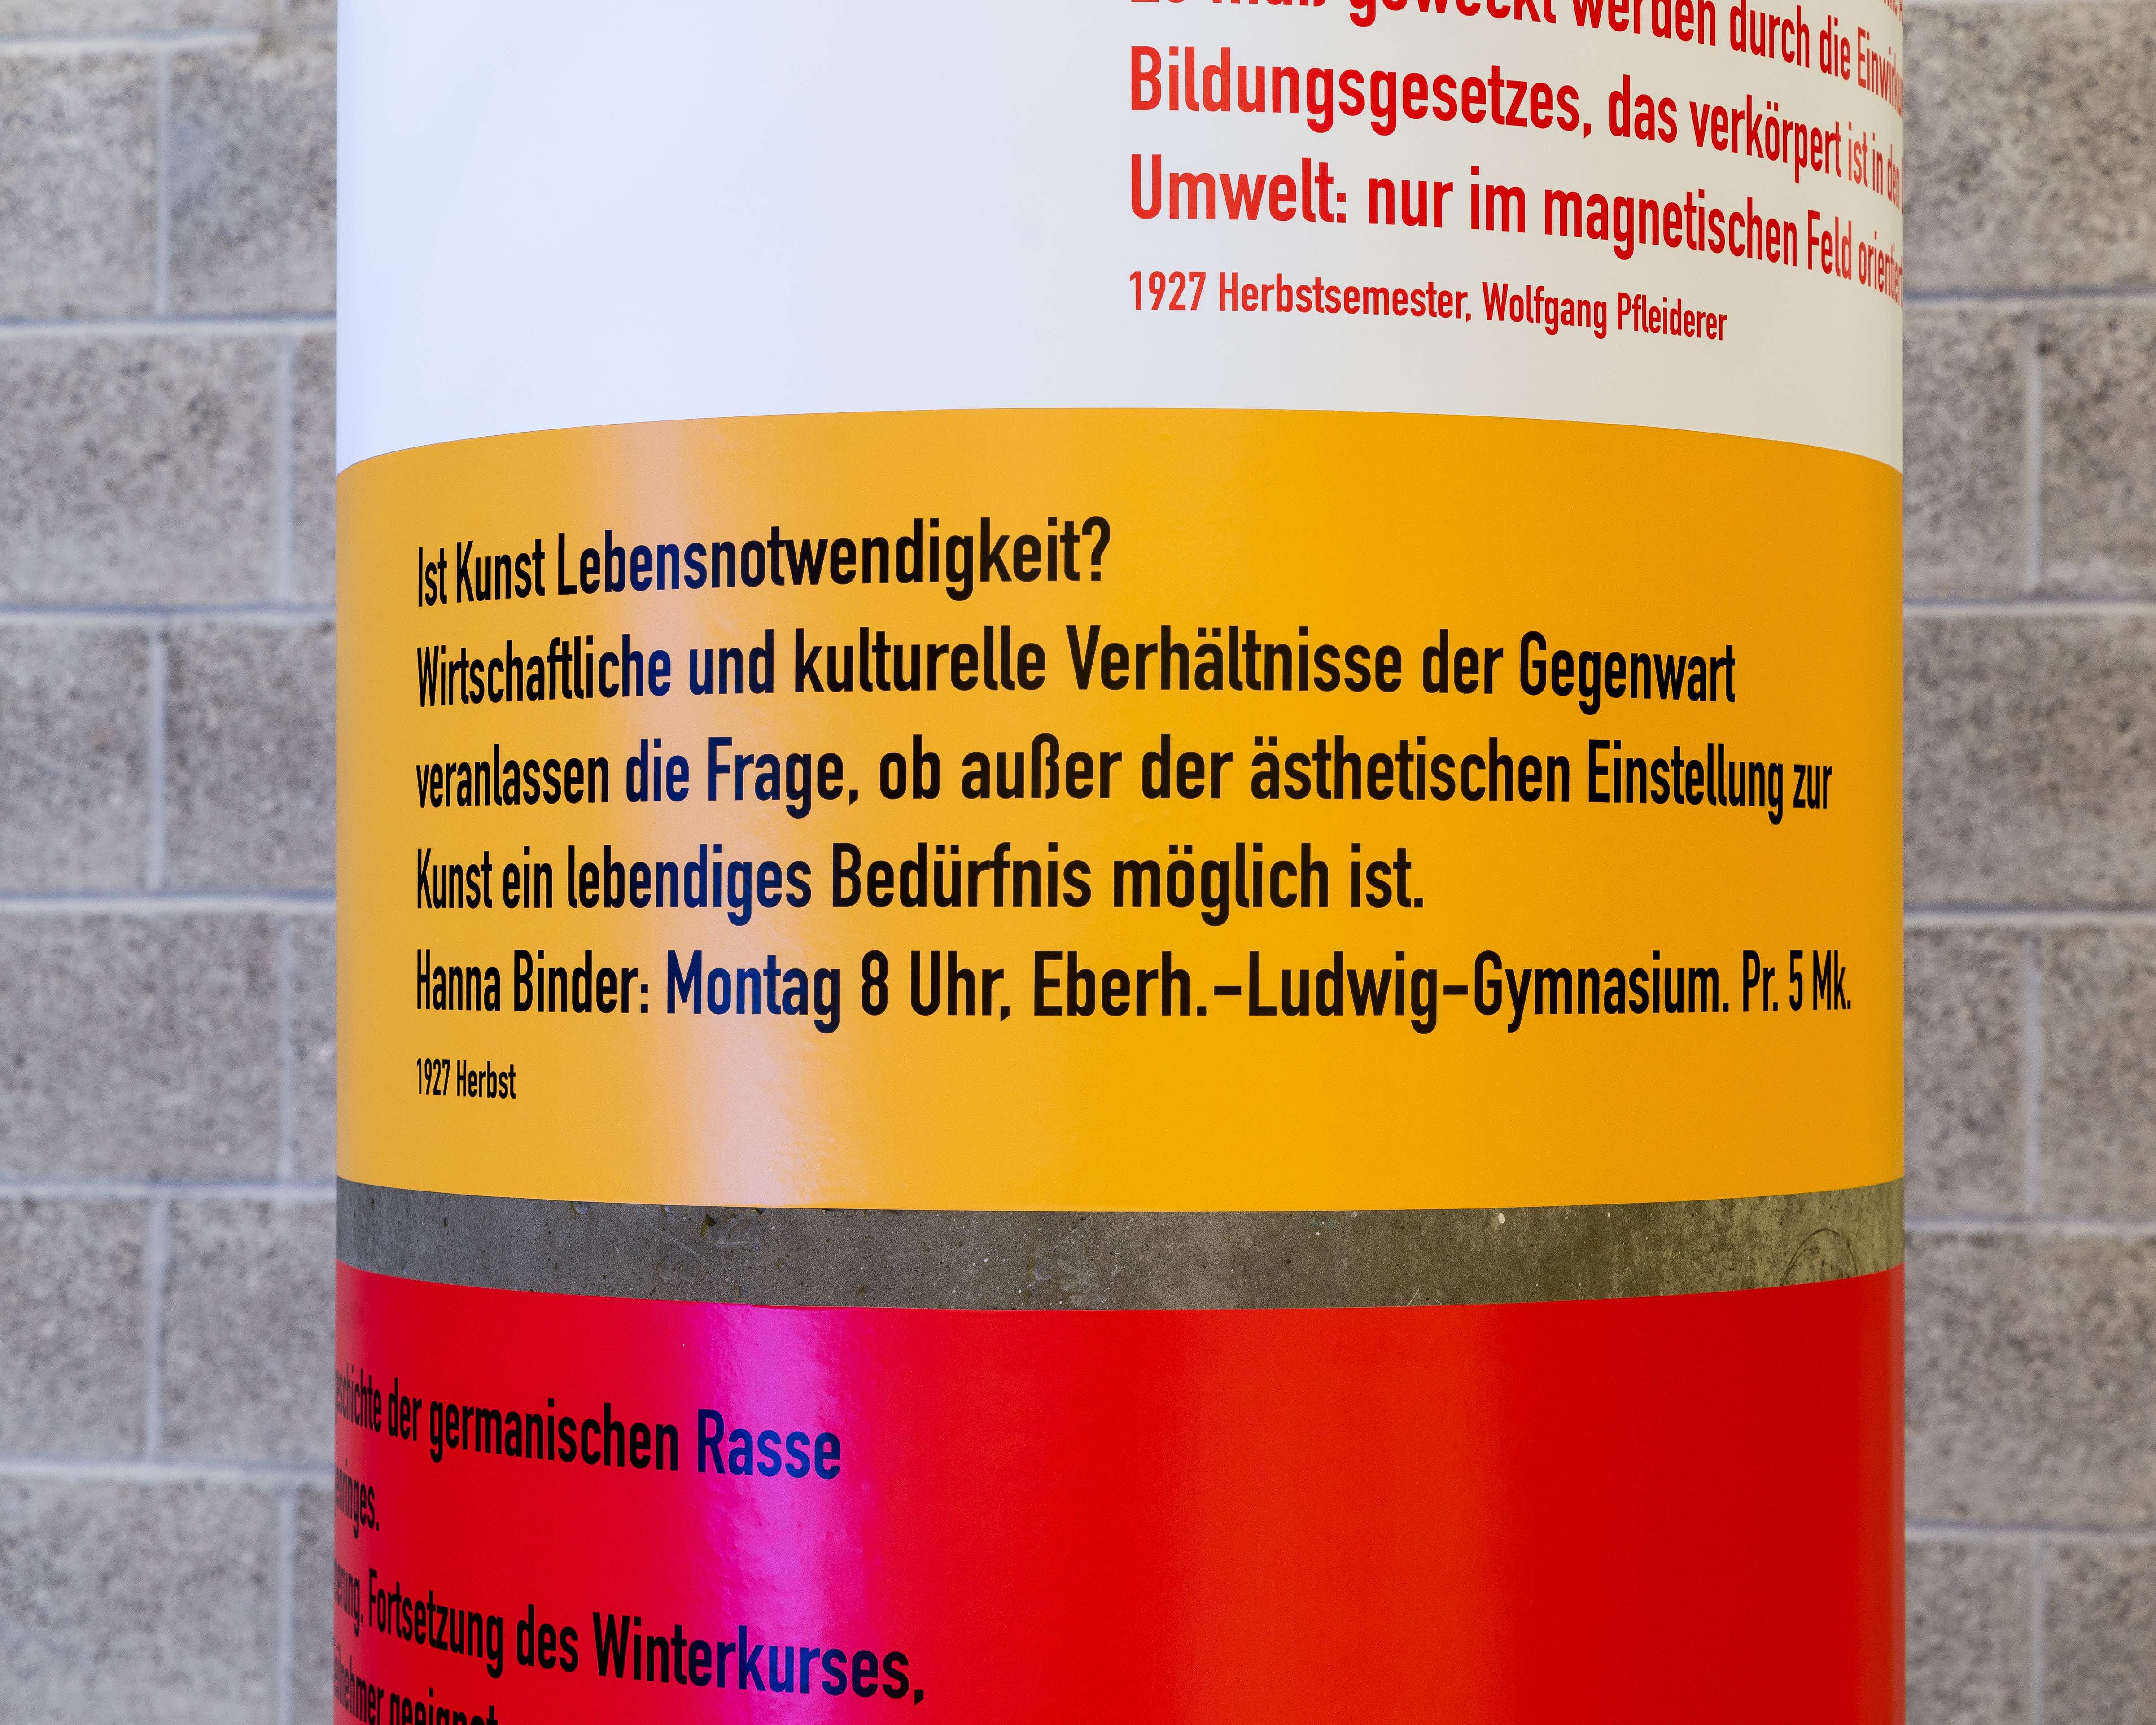 werden durch die
Bildungsgesetzes, das verkörpert ist in den
Umwelt: nur im magnetischen Feld orientiert
1927 Herbstsemester, Wolfgang Pfleiderer
Ist Kunst Lebensnotwendigkeit?
Wirtschaftliche und kulturelle Verhältnisse der Gegenwart
veranlassen die Frage, ob außer der ästhetischen Einstellung zur
Kunst ein lebendiges Bedürfnis möglich ist.
Hanna Binder: Montag 8 Uhr, Eberh.-Ludwig-Gymnasium. Pr. 5 Mk.
1927 Herbst
der germanischen Rasse
Fortsetzung des Winterkurses,
geeignet